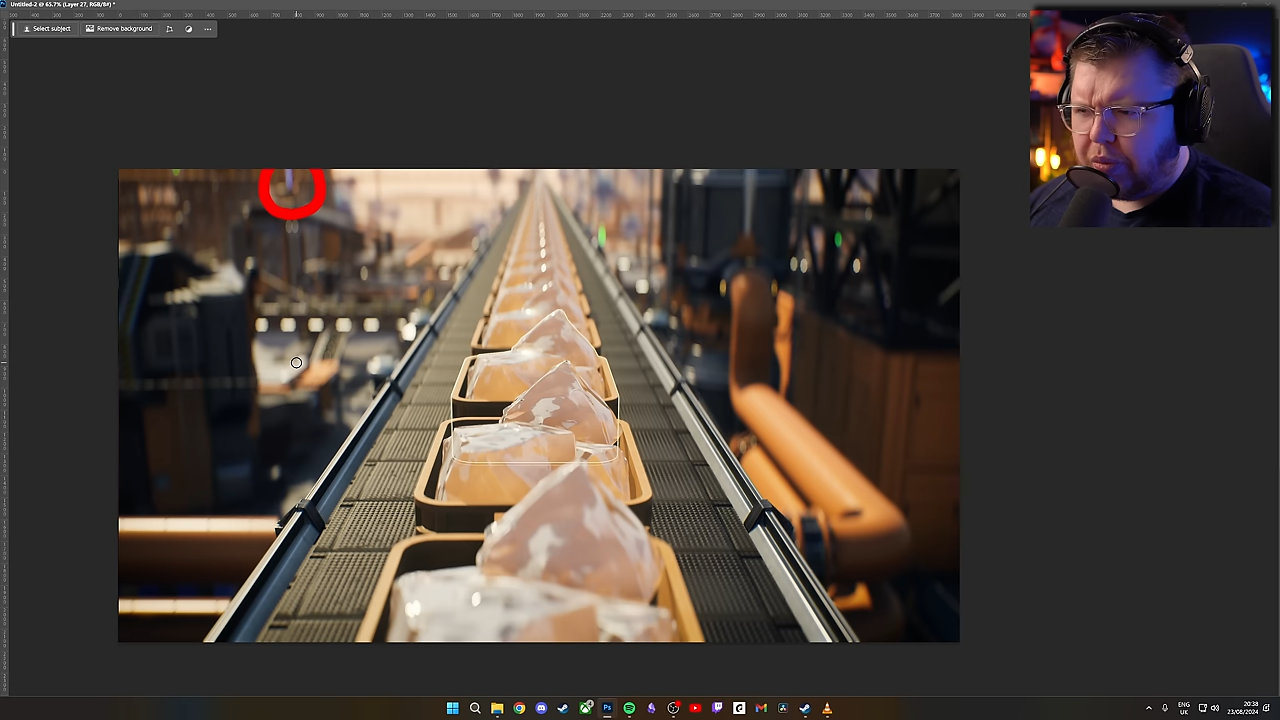 Untitled-2 @ 65.7% (Layer 27, RGB/8#) *
Select subject
Remove background
ENG
UK
20:38
23/08/2024